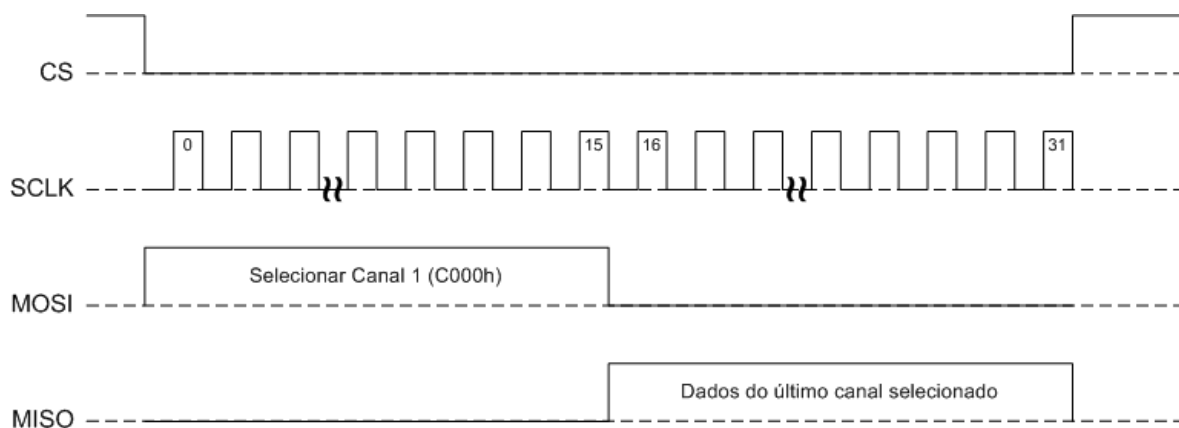 CS
0
15
16
31
SCLK
Selecionar Canal 1 (C000h)
MOSI
Dados do último canal selecionado
MISO